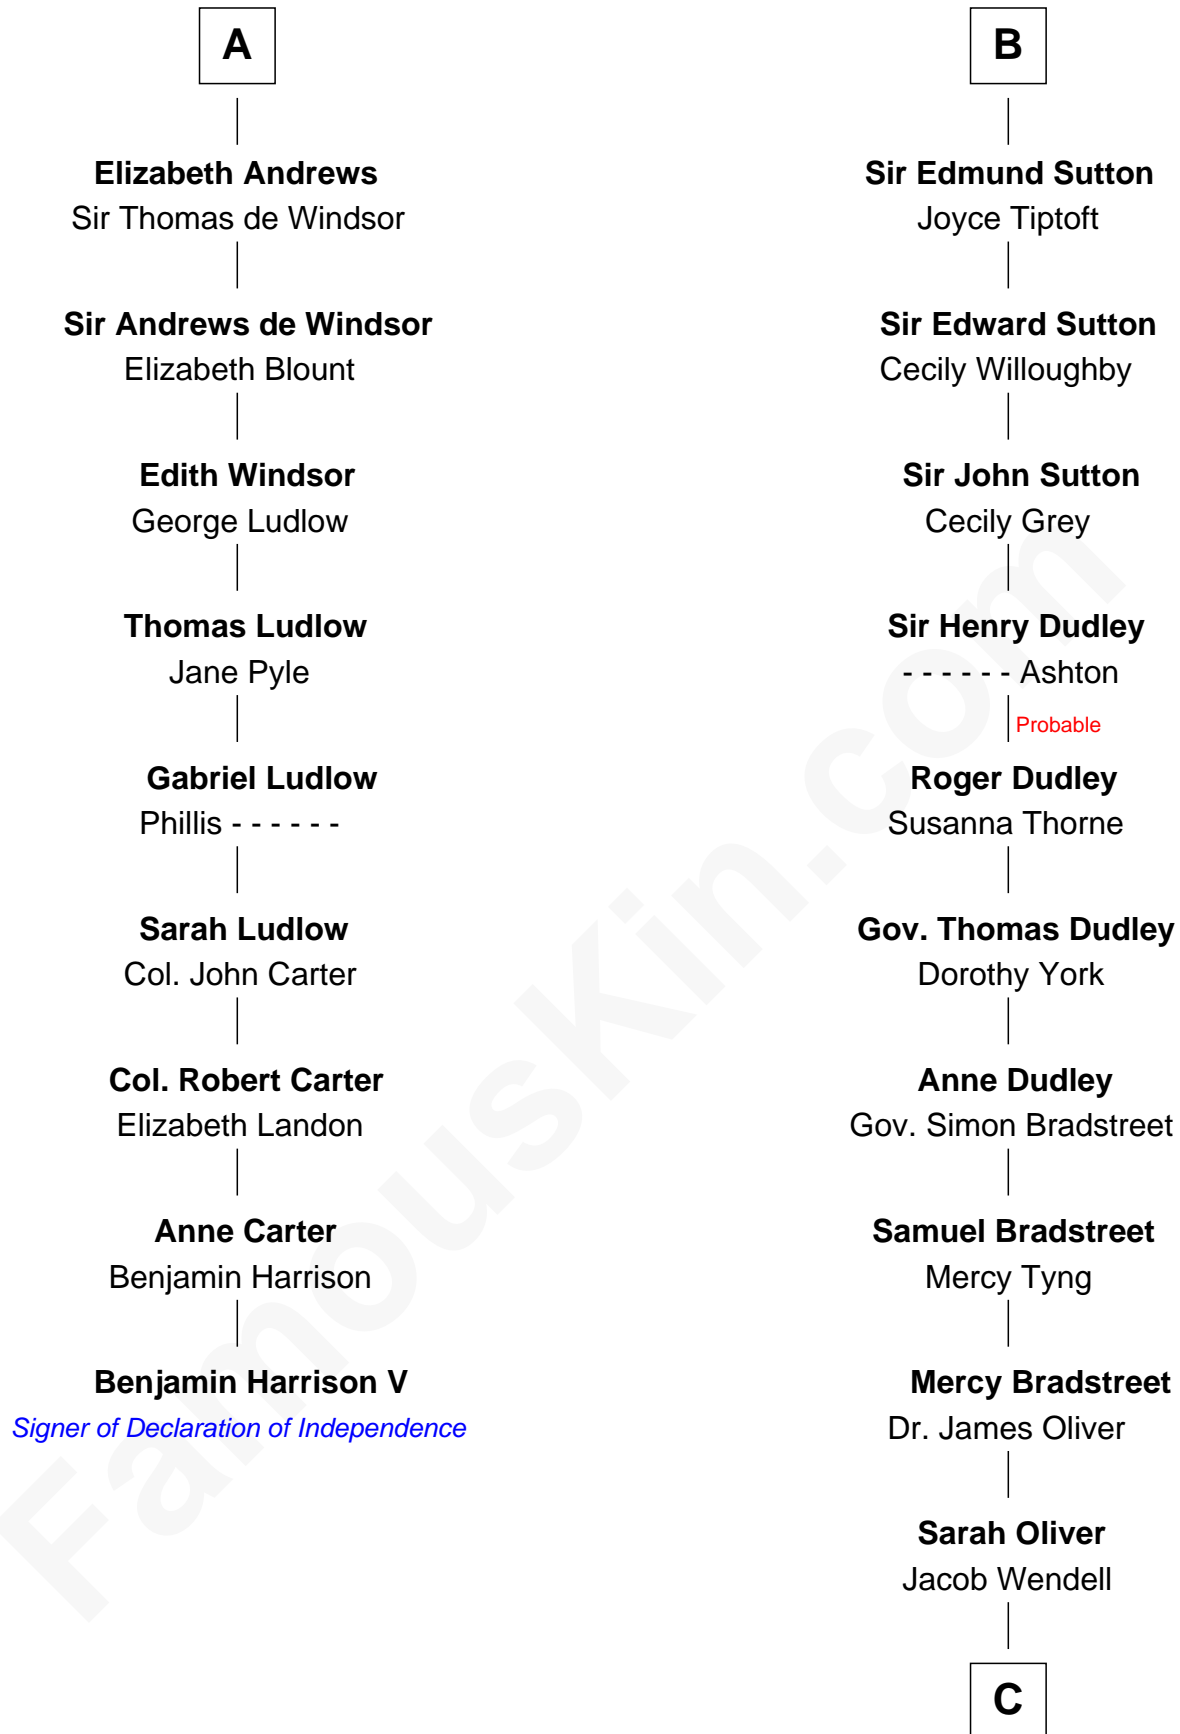 A
Elizabeth Andrews
Sir Thomas de Windsor
Sir Andrews de Windsor
Elizabeth Blount
Edith Windsor
George Ludlow
Thomas Ludlow
Jane Pyle
Gabriel Ludlow
Phillis - - - - - -
Sarah Ludlow
Col. John Carter
Col. Robert Carter
Elizabeth Landon
Anne Carter
Benjamin Harrison
Benjamin Harrison V
Signer of Declaration of Independence
B
Sir Edmund Sutton
Joyce Tiptoft
Sir Edward Sutton
Cecily Willoughby
Sir John Sutton
Cecily Grey
Sir Henry Dudley
- - - - - - Ashton
Probable
Roger Dudley
Susanna Thorne
Gov. Thomas Dudley
Dorothy York
Anne Dudley
Gov. Simon Bradstreet
Samuel Bradstreet
Mercy Tyng
Mercy Bradstreet
Dr. James Oliver
Sarah Oliver
Jacob Wendell
C
FamousKin.com